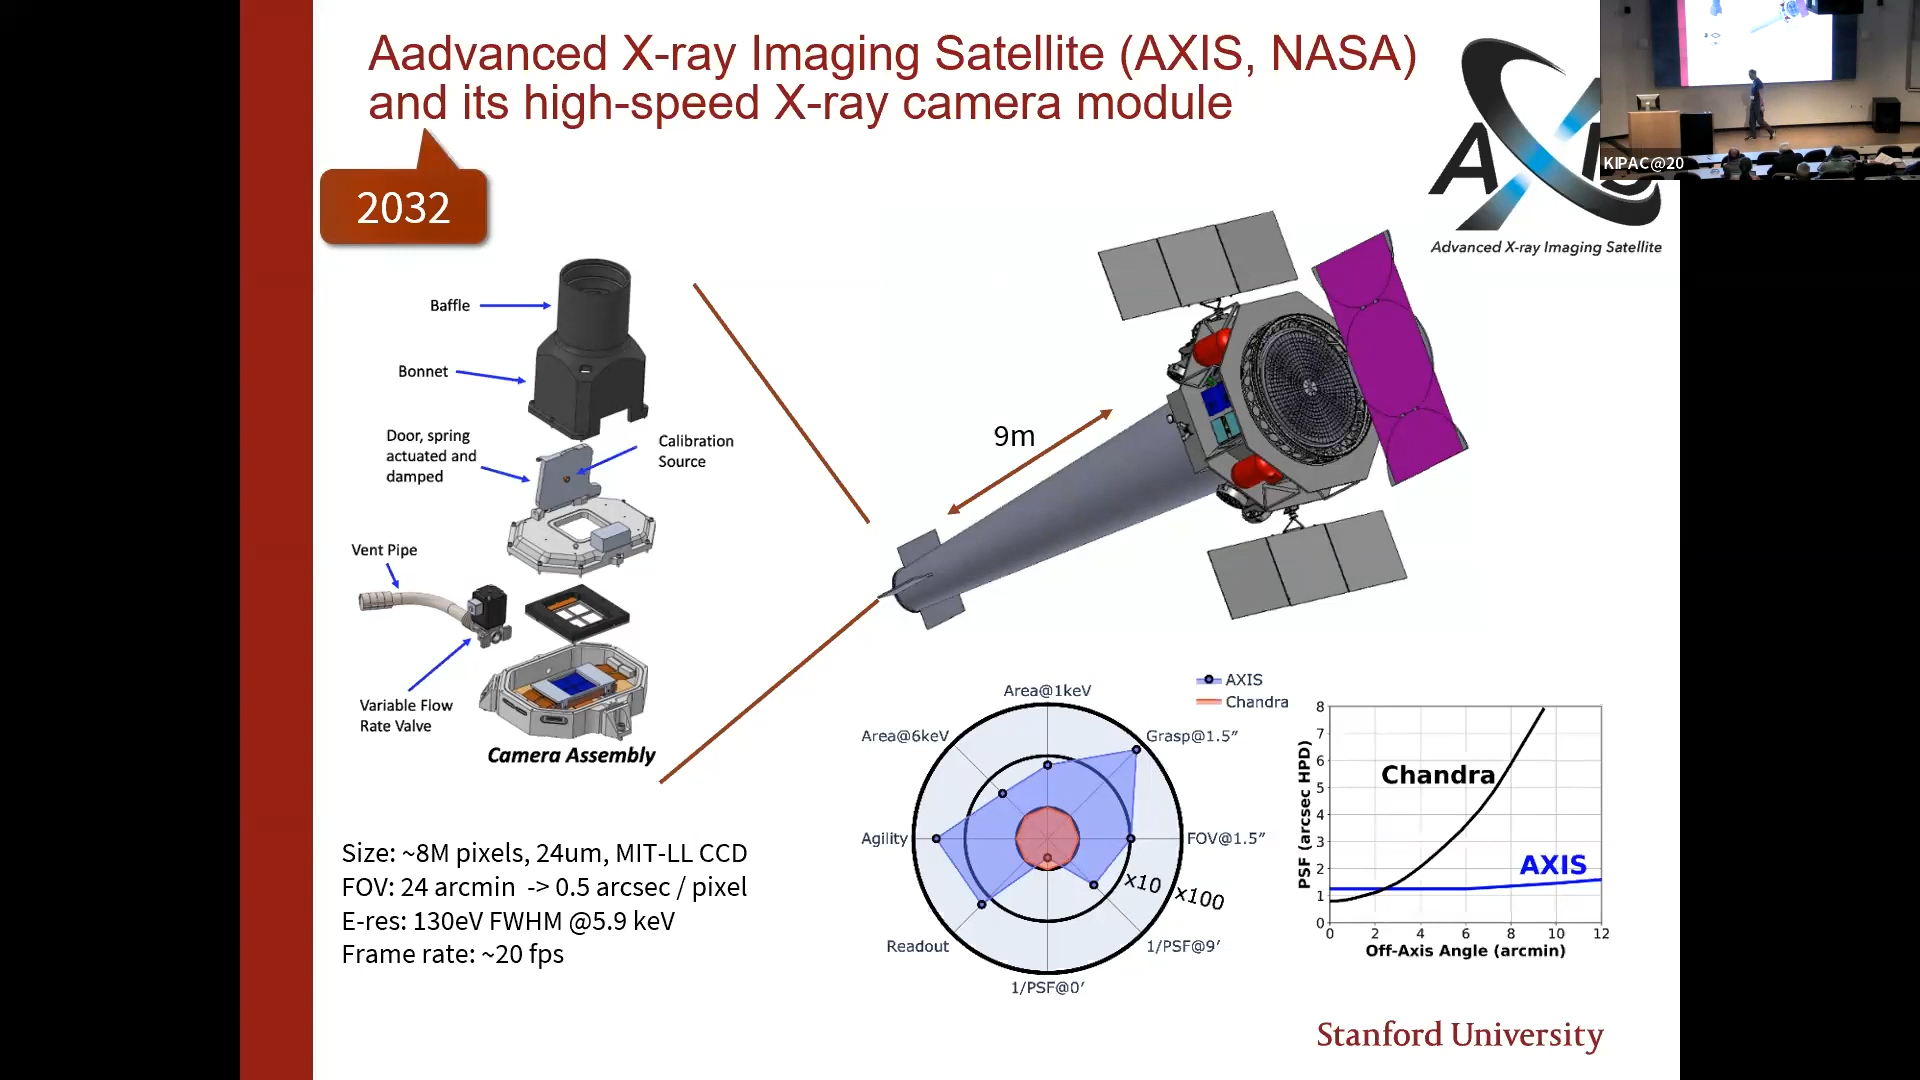 Aadvanced X-ray Imaging Satellite (AXIS, NASA)
and its high-speed X-ray camera module
2032
KIPAC@20
AXIS
Advanced X-ray Imaging Satellite
Baffle
Bonnet
Door, spring
actuated and
damped
Calibration
Source
Vent Pipe
Variable Flow
Rate Valve
Camera Assembly
9m
Size: ~8M pixels, 24um, MIT-LL CCD
FOV: 24 arcmin -> 0.5 arcsec / pixel
E-res: 130eV FWHM @5.9 keV
Frame rate: ~20 fps
AXIS
Chandra
Area@1keV
Area@6keV
Grasp@1.5″
Agility
FOV@1.5″
x10
x100
Readout
1/PSF@9′
1/PSF@0′
PSF (arcsec HPD)
8
7
6
5
4
3
2
1
0
Chandra
AXIS
0 2 4 6 8 10 12
Off-Axis Angle (arcmin)
Stanford University